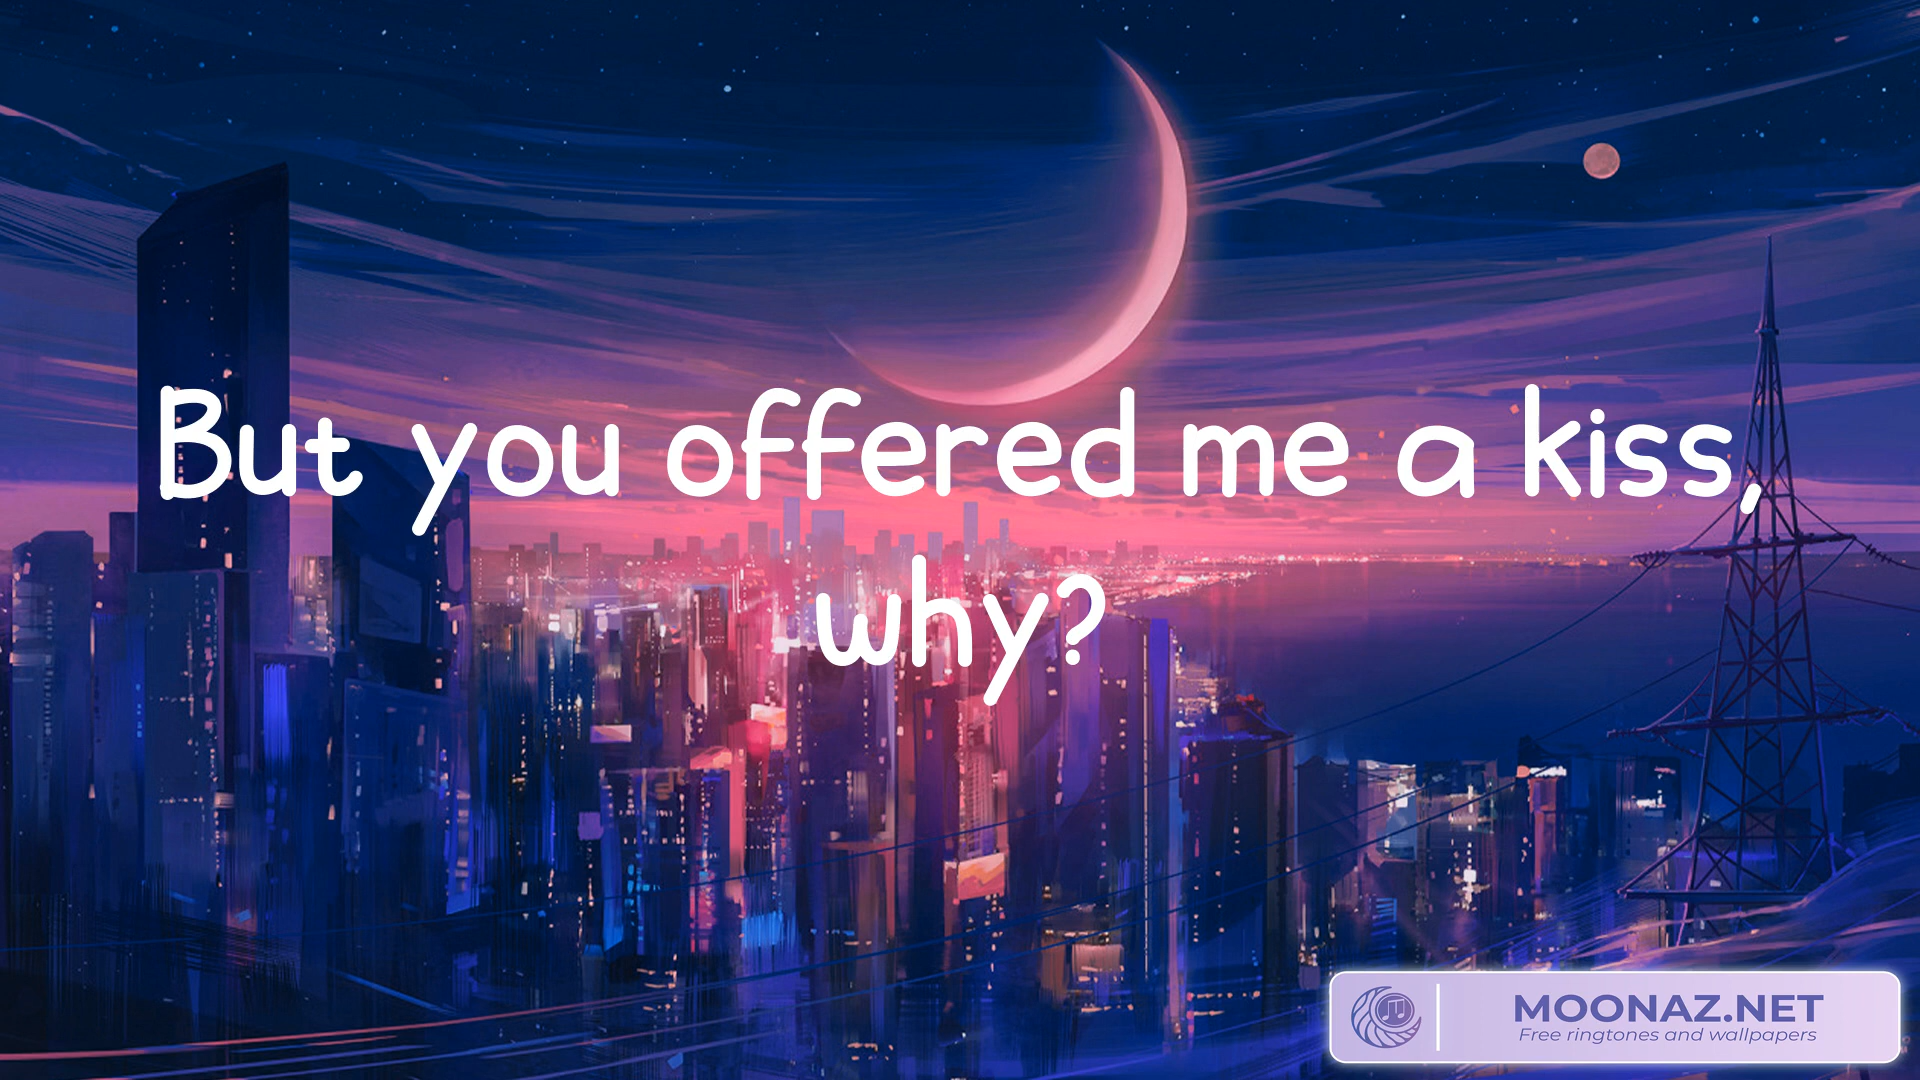 But you offered me a kiss,
why?
MOONAZ.NET
Free ringtones and wallpapers